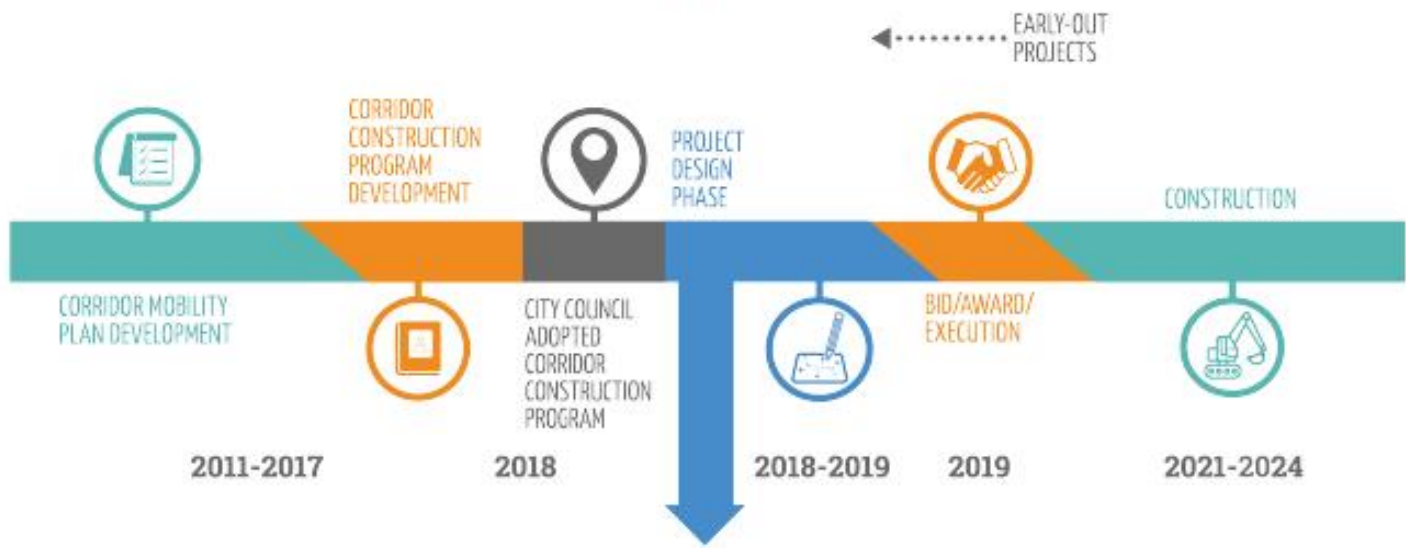 EARLY-OUT
PROJECTS
CORRIDOR
CONSTRUCTION
PROGRAM
DEVELOPMENT
PROJECT
DESIGN
PHASE
CONSTRUCTION
CORRIDOR MOBILITY
PLAN DEVELOPMENT
CITY COUNCIL
ADOPTED
CORRIDOR
CONSTRUCTION
PROGRAM
BID/AWARD/
EXECUTION
2011-2017
2018
2018-2019
2019
2021-2024